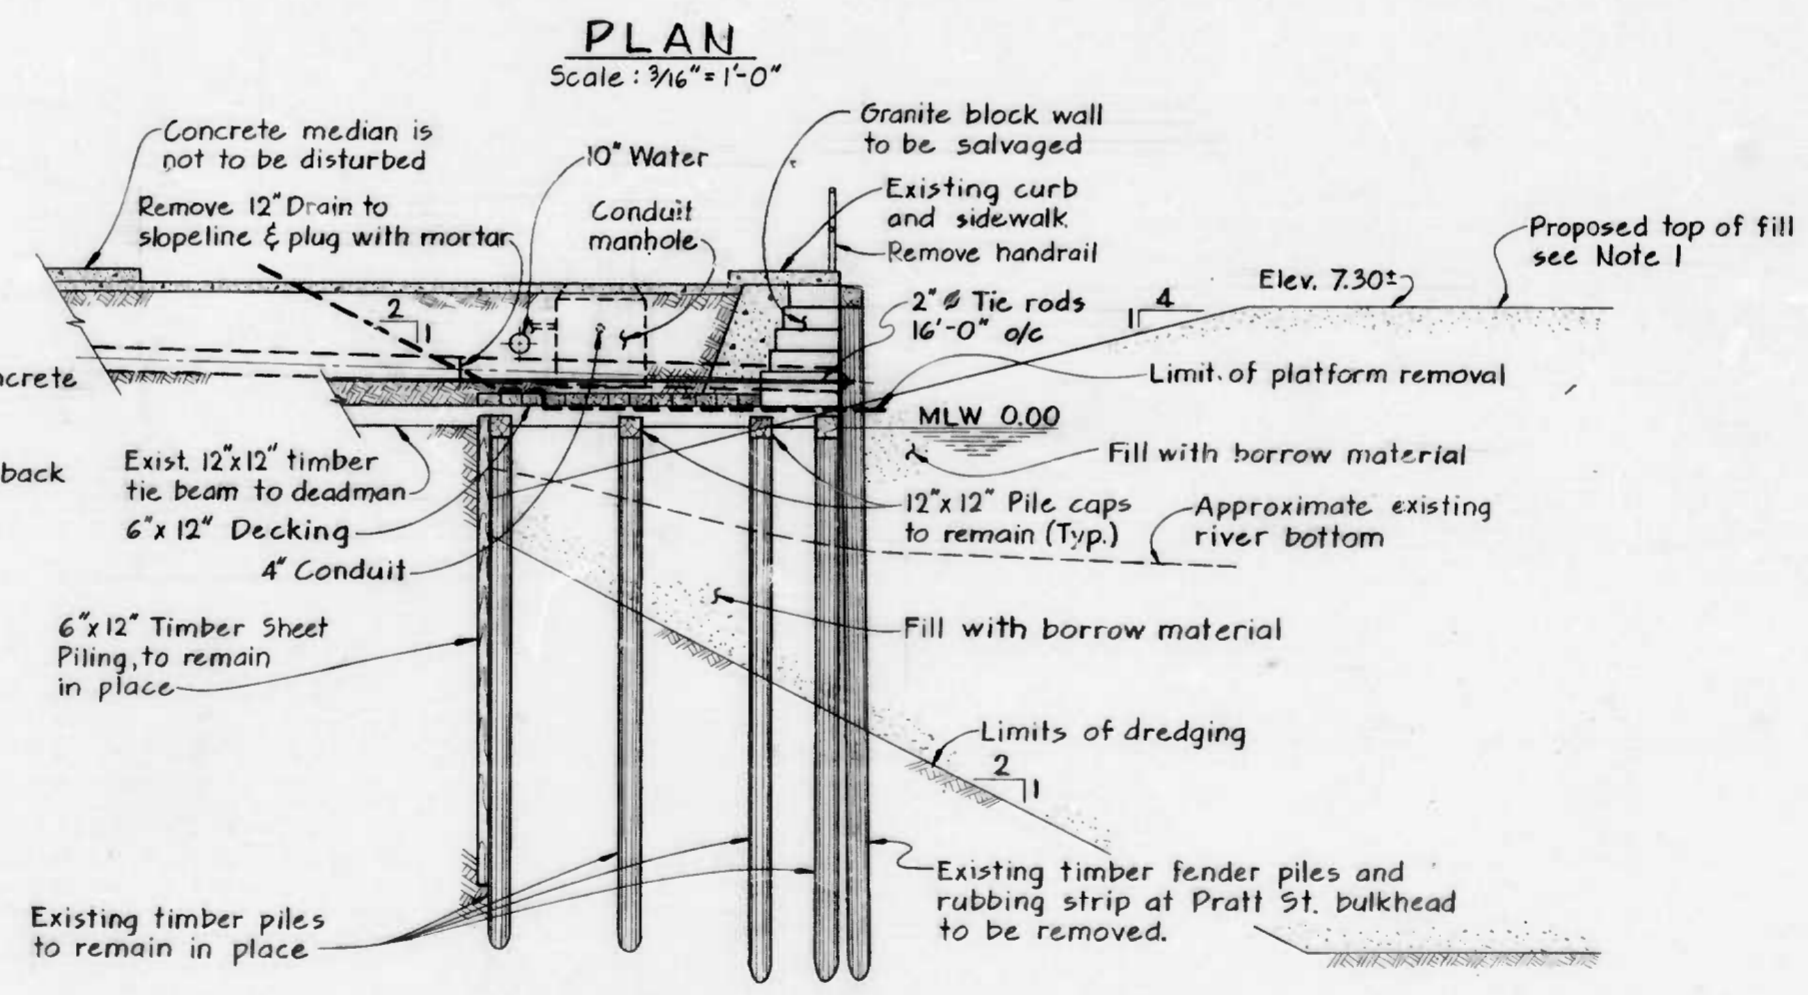 PLAN
Scale : 3/16" = 1'-0"
Concrete median is
not to be disturbed
Remove 12" Drain to
slopeline & plug with mortar
10" Water
Conduit
manhole
Granite block wall
to be salvaged
Existing curb
and sidewalk.
Remove handrail
2" ø Tie rods
16'-0" o/c
Proposed top of fill
see Note 1
Elev. 7.30±
4
1
2
1
Limit of platform removal
MLW 0.00
ncrete
back
Exist. 12"x12" timber
tie beam to deadman
6"x 12" Decking
4" Conduit
Fill with borrow material
12"x 12" Pile caps
to remain (Typ.)
Approximate existing
river bottom
6"x 12" Timber Sheet
Piling, to remain
in place
Fill with borrow material
Limits of dredging
2
1
Existing timber fender piles and
rubbing strip at Pratt St. bulkhead
to be removed.
Existing timber piles
to remain in place